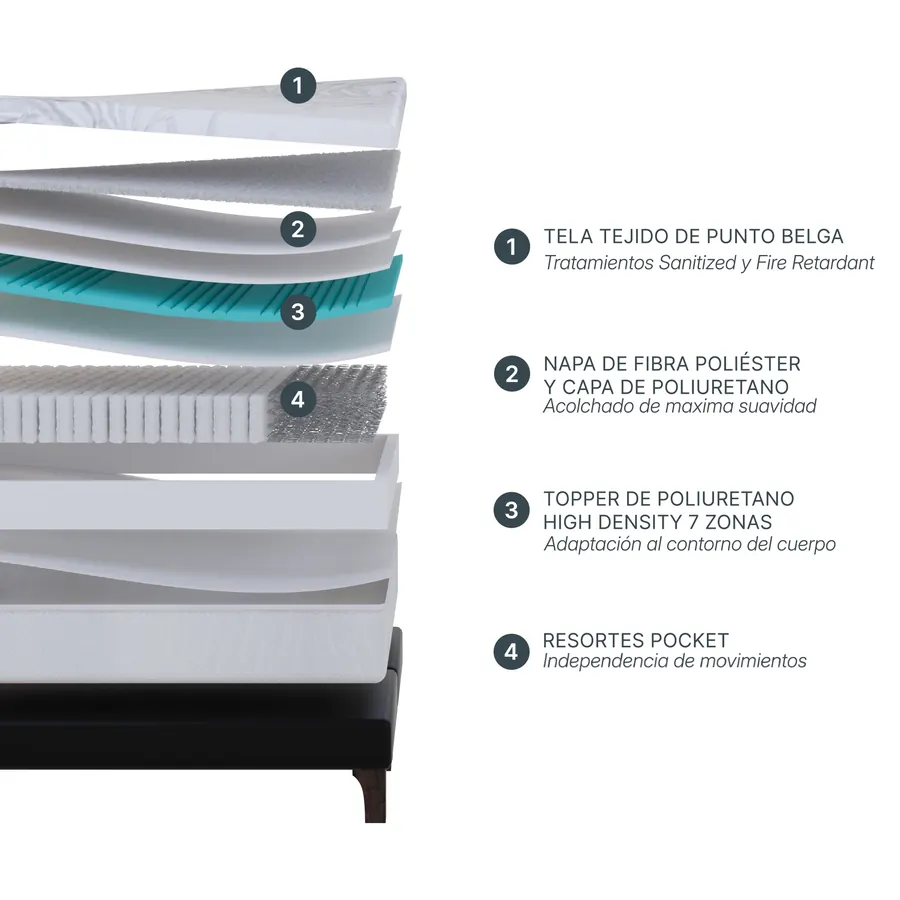 1
2
3
4
1 TELA TEJIDO DE PUNTO BELGA
Tratamientos Sanitized y Fire Retardant
2 NAPA DE FIBRA POLIÉSTER
Y CAPA DE POLIURETANO
Acolchado de maxima suavidad
3 TOPPER DE POLIURETANO
HIGH DENSITY 7 ZONAS
Adaptación al contorno del cuerpo
4 RESORTES POCKET
Independencia de movimientos